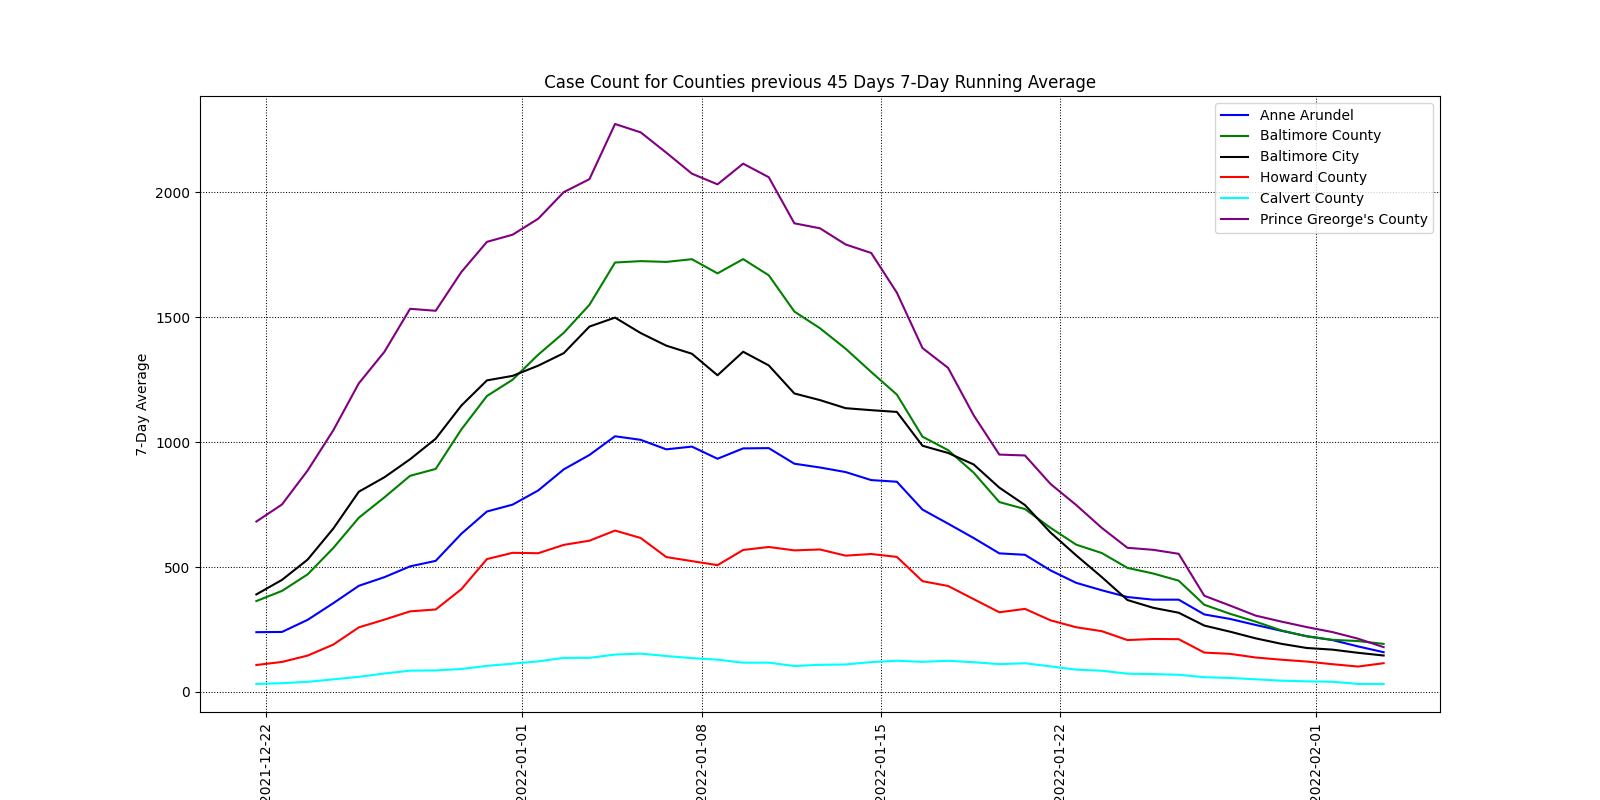 Case Count for Counties previous 45 Days 7-Day Running Average
Anne Arundel
Baltimore County
Baltimore City
Howard County
Calvert County
Prince Greorge's County
7-Day Average
2000
1500
1000
500
0
2021-12-22
2022-01-01
2022-01-08
2022-01-15
2022-01-22
2022-02-01